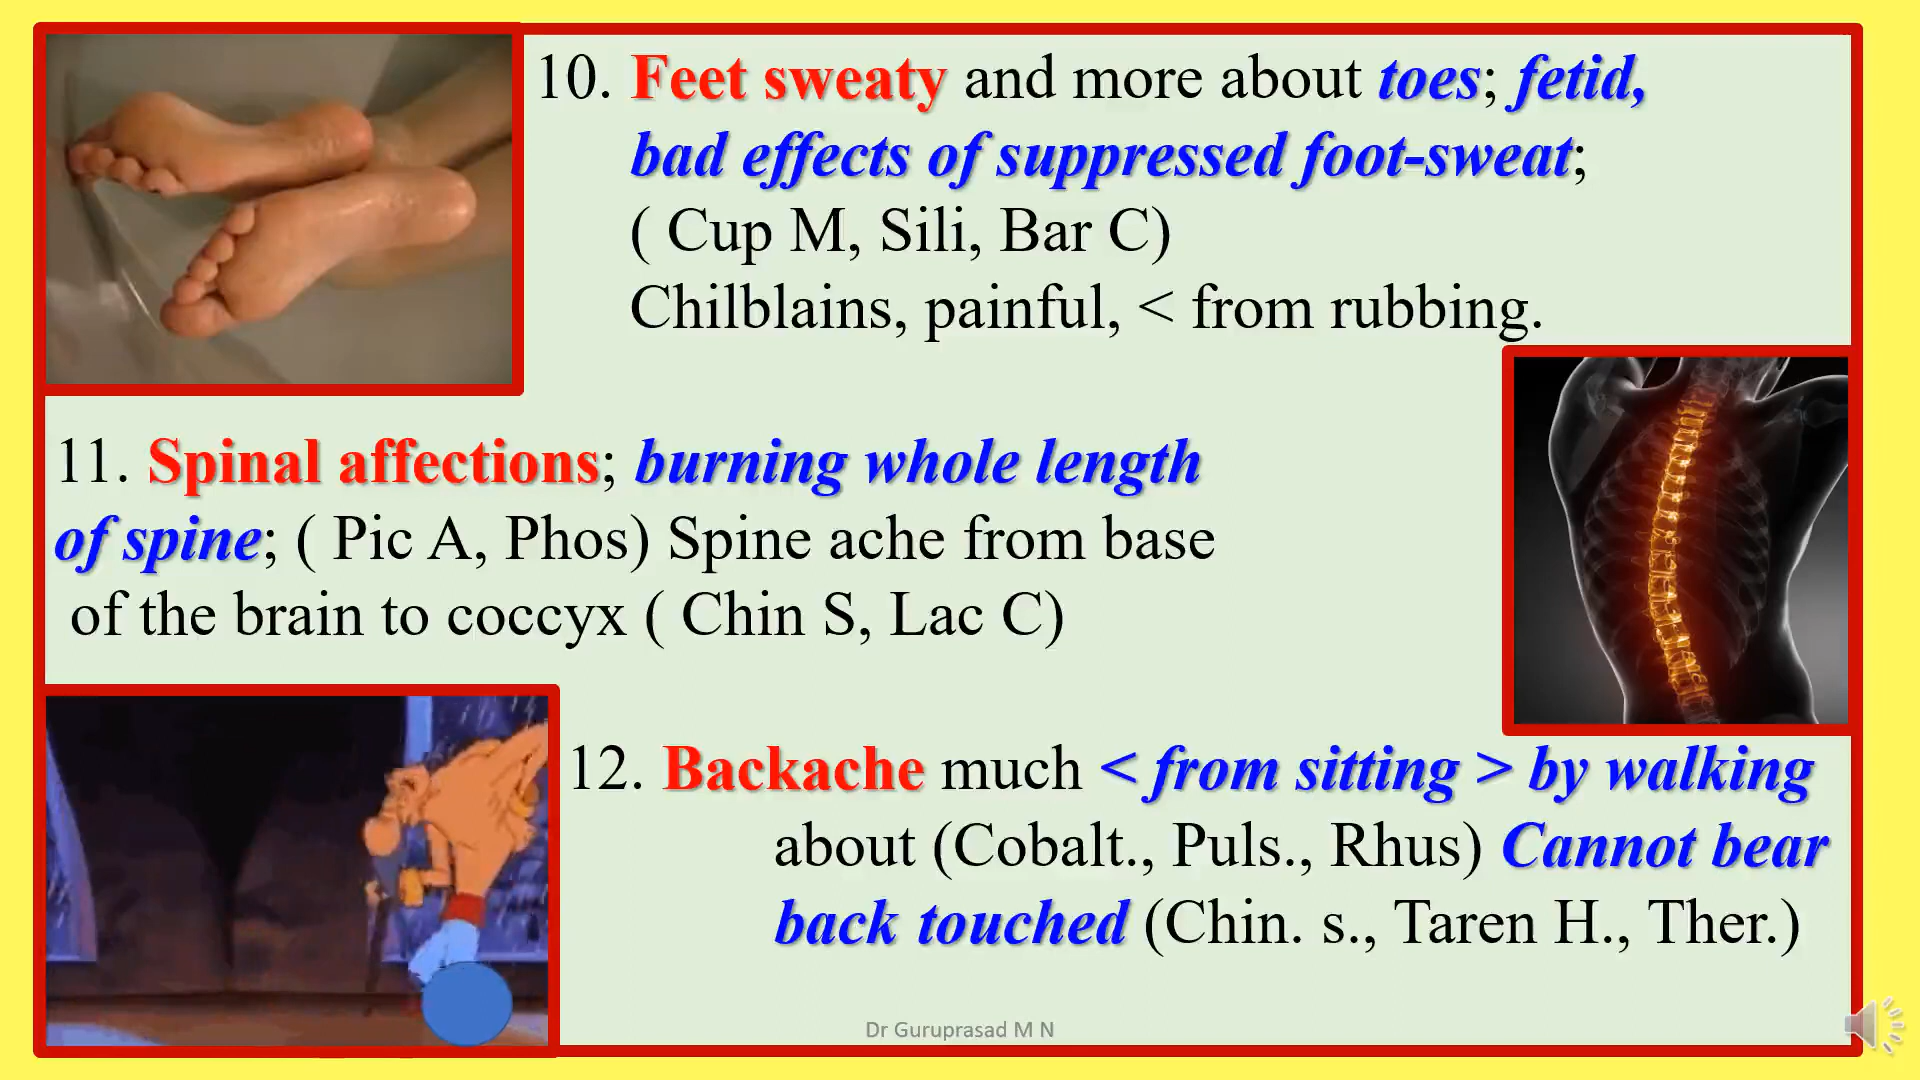 10. Feet sweaty and more about toes; fetid,
bad effects of suppressed foot-sweat;
( Cup M, Sili, Bar C)
Chilblains, painful, < from rubbing.
11. Spinal affections; burning whole length
of spine; ( Pic A, Phos) Spine ache from base
of the brain to coccyx ( Chin S, Lac C)
12. Backache much < from sitting > by walking
about (Cobalt., Puls., Rhus) Cannot bear
back touched (Chin. s., Taren H., Ther.)
Dr Guruprasad M N